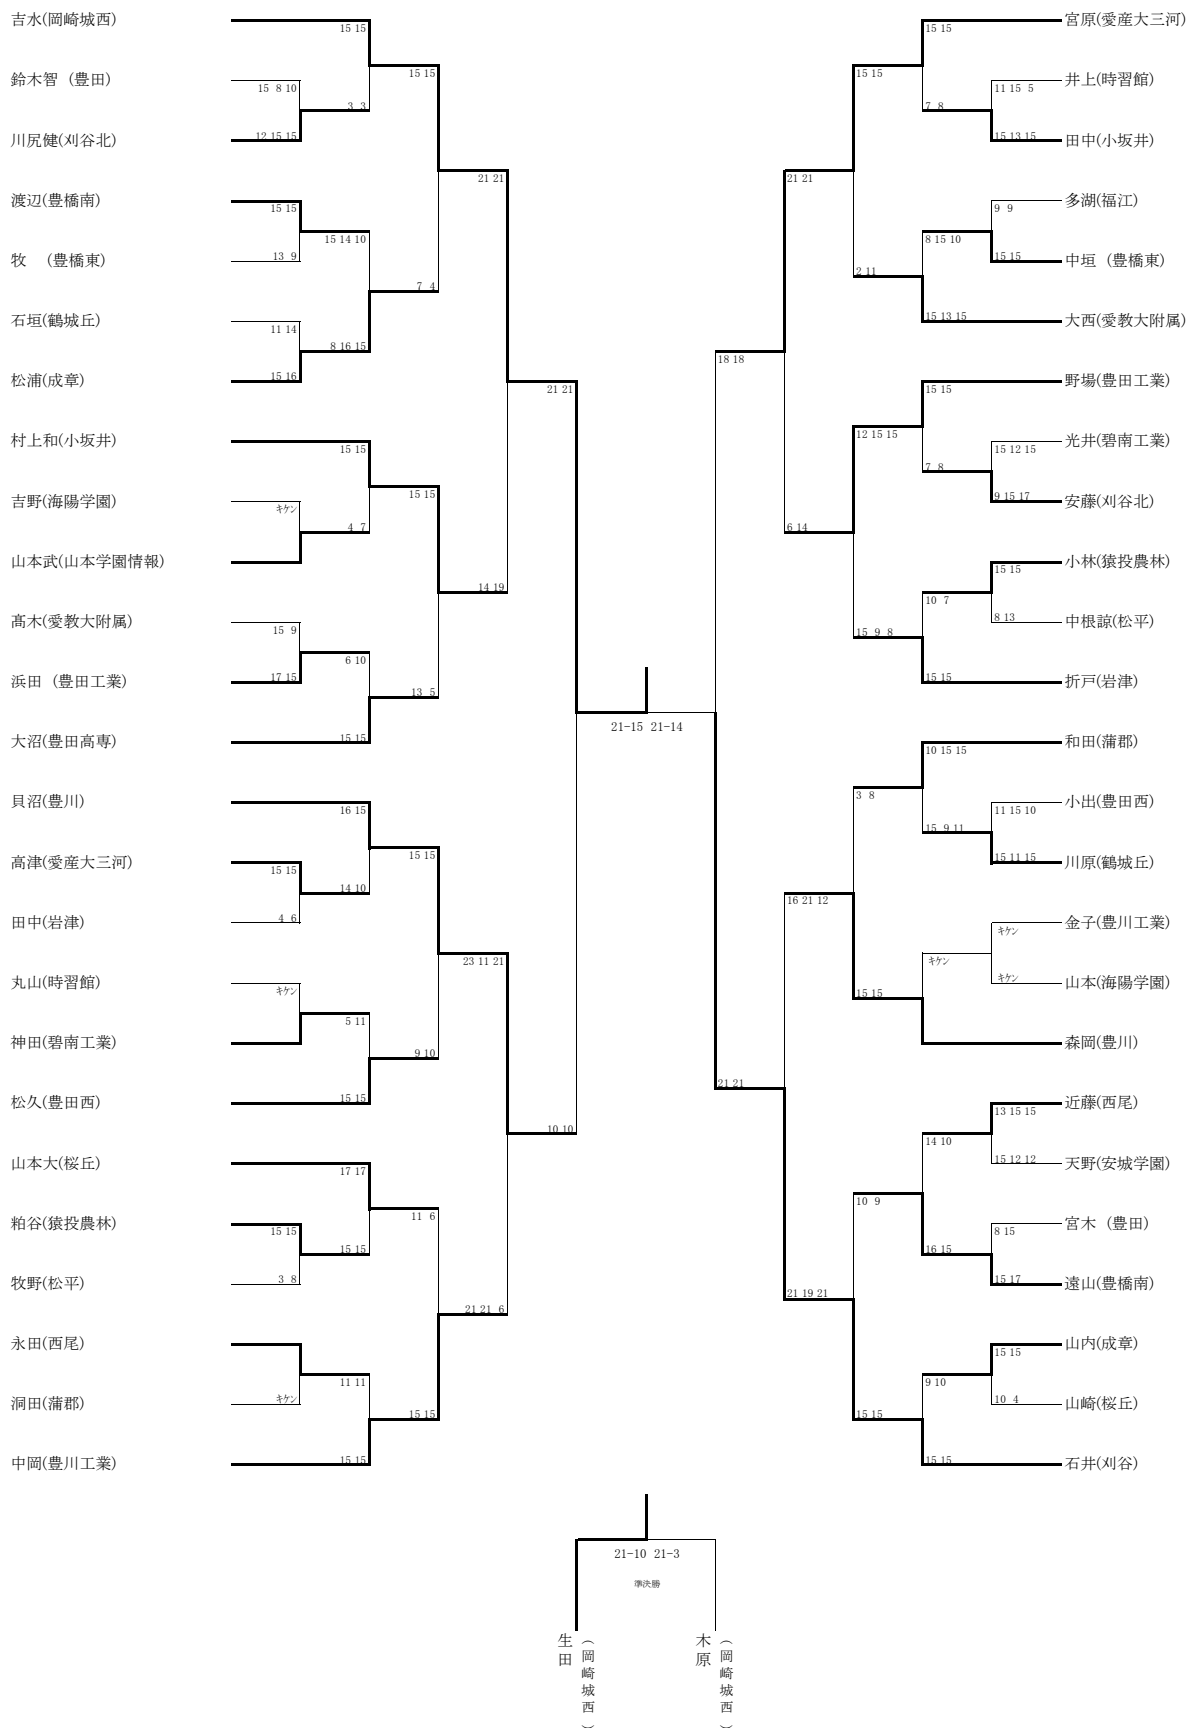 吉水(岡崎城西)
15 15
鈴木智（豊田)
15 8 10
15 15
3 3
川尻健(刈谷北)
12 15 15
渡辺(豊橋南)
15 15
21 21
15 14 10
牧　（豊橋東)
13 9
7 4
石垣(鶴城丘)
11 14
8 16 15
松浦(成章)
15 16
21 21
村上和(小坂井)
15 15
15 15
吉野(海陽学園)
キケン
4 7
山本武(山本学園情報)
14 19
髙木(愛教大附属)
15 9
6 10
浜田（豊田工業)
17 15
13 5
大沼(豊田高専)
15 15
貝沼(豊川)
16 15
15 15
高津(愛産大三河)
15 15
14 10
田中(岩津)
4 6
23 11 21
丸山(時習館)
キケン
5 11
神田(碧南工業)
9 10
松久(豊田西)
15 15
10 10
山本大(桜丘)
17 17
11 6
粕谷(猿投農林)
15 15
15 15
牧野(松平)
3 8
21 21 6
永田(西尾)
11 11
洞田(蒲郡)
キケン
15 15
中岡(豊川工業)
15 15
宮原(愛産大三河)
15 15
15 15
井上(時習館)
11 15 5
7 8
田中(小坂井)
15 13 15
21 21
多湖(福江)
9 9
8 15 10
中垣（豊橋東)
15 15
2 11
大西(愛教大附属)
15 13 15
18 18
野場(豊田工業)
15 15
12 15 15
光井(碧南工業)
15 12 15
7 8
安藤(刈谷北)
9 15 17
6 14
小林(猿投農林)
15 15
10 7
中根諒(松平)
8 13
15 9 8
折戸(岩津)
15 15
21-15 21-14
和田(蒲郡)
10 15 15
3 8
小出(豊田西)
11 15 10
15 9 11
川原(鶴城丘)
15 11 15
16 21 12
金子(豊川工業)
キケン
キケン
山本(海陽学園)
キケン
15 15
森岡(豊川)
21 21
近藤(西尾)
13 15 15
14 10
天野(安城学園)
15 12 12
10 9
宮木（豊田)
8 15
16 15
遠山(豊橋南)
15 17
21 19 21
山内(成章)
15 15
9 10
山崎(桜丘)
10 4
15 15
石井(刈谷)
15 15
21-10 21-3
準決勝
生田
(岡崎城西)
木原
(岡崎城西)